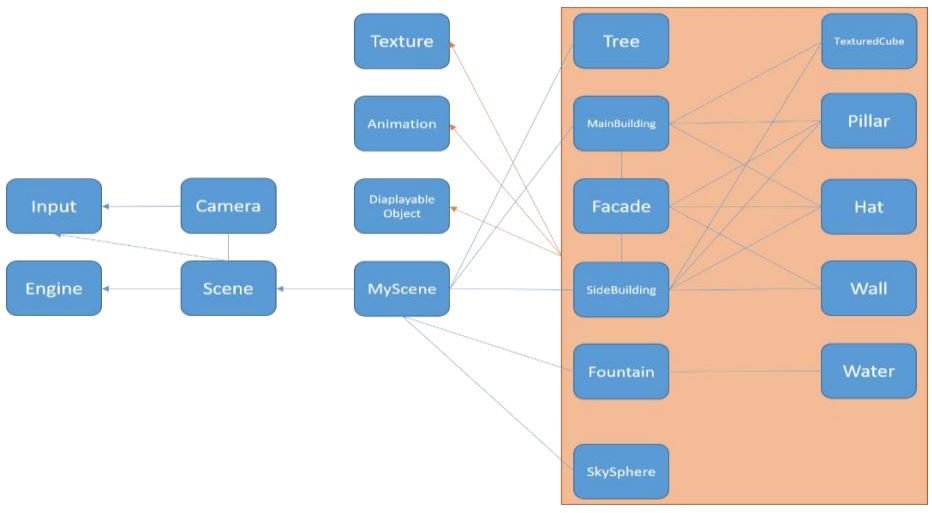 Texture
Tree
TexturedCube
Animation
MainBuilding
Pillar
Input
Camera
Diaplayable
Object
Facade
Hat
Engine
Scene
MyScene
SideBuilding
Wall
Fountain
Water
SkySphere